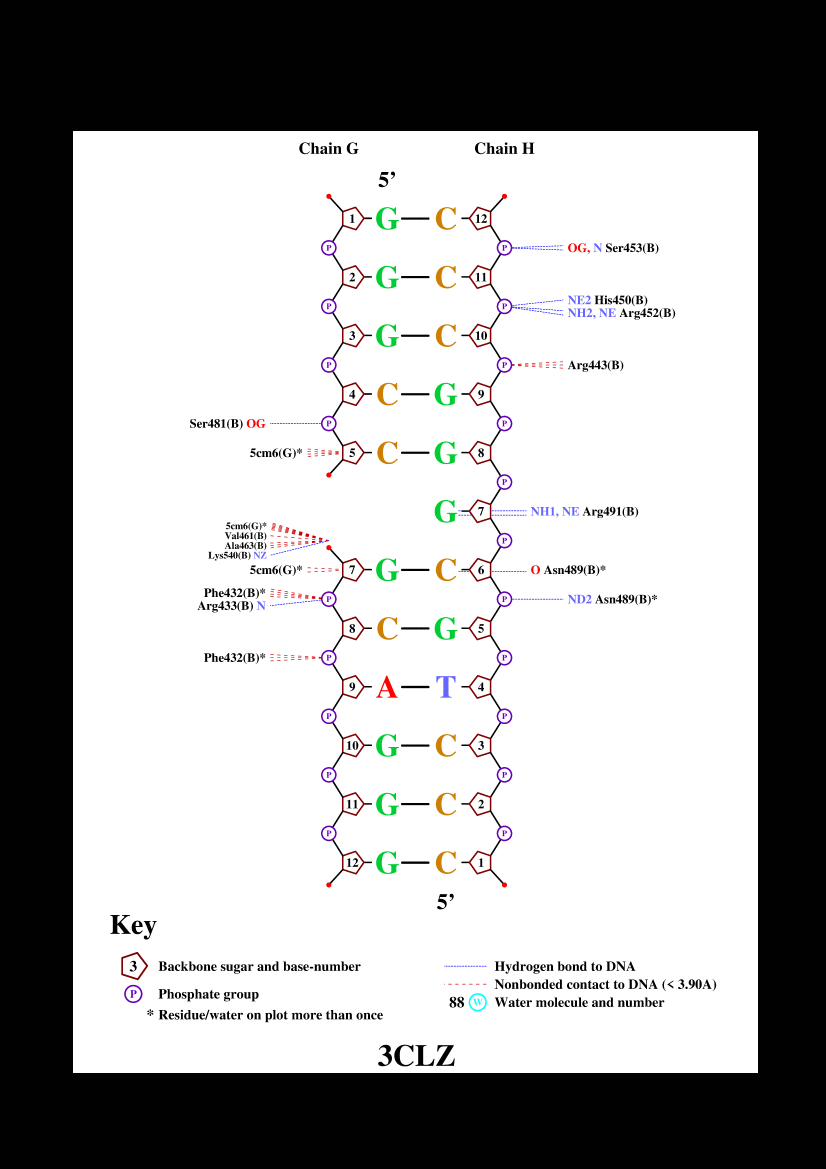 Chain G Chain H
5’
1 G C 12
P P OG, N Ser453(B)
2 G C 11
P P NE2 His450(B)
NH2, NE Arg452(B)
3 G C 10
P P Arg443(B)
4 C G 9
Ser481(B) OG P P
5cm6(G)* 5 C G 8
P
G 7 NH1, NE Arg491(B)
5cm6(G)*
Val461(B)
Ala463(B)
Lys540(B) NZ
P
5cm6(G)* 7 G C 6 O Asn489(B)*
Phe432(B)*
Arg433(B) N
P P ND2 Asn489(B)*
8 C G 5
Phe432(B)* P P
9 A T 4
P P
10 G C 3
P P
11 G C 2
P P
12 G C 1
5’
Key
3 Backbone sugar and base-number
P Phosphate group
* Residue/water on plot more than once
Hydrogen bond to DNA
Nonbonded contact to DNA (< 3.90A)
88 W Water molecule and number
3CLZ